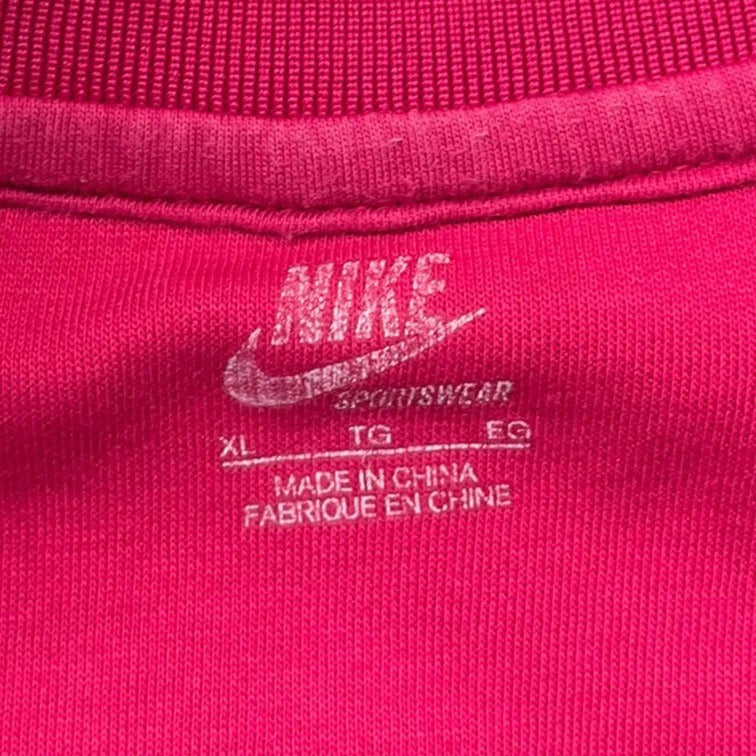 NIKE
SPORTSWEAR
XL TG EG
MADE IN CHINA
FABRIQUE EN CHINE